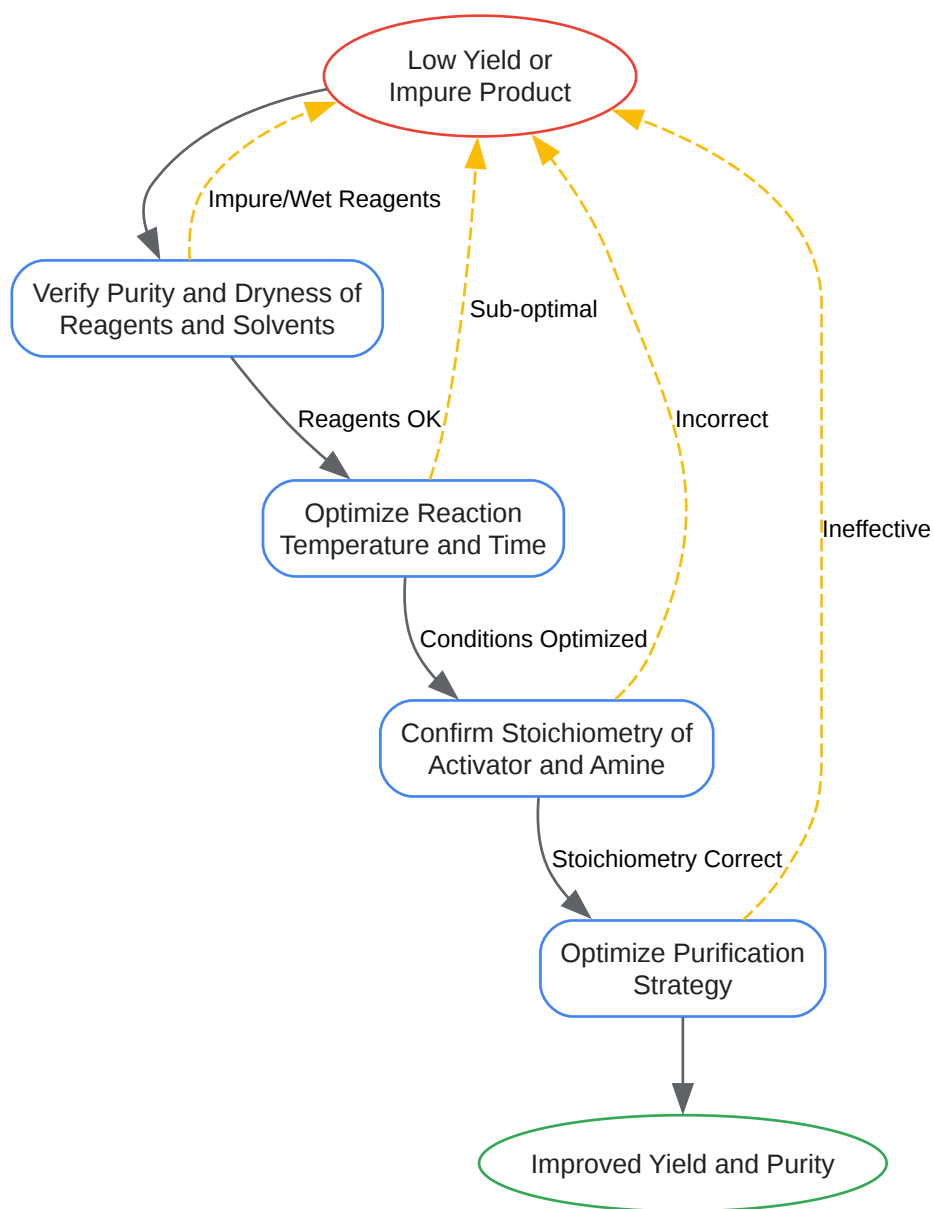 Low Yield or
Impure Product
Impure/Wet Reagents
Verify Purity and Dryness of
Reagents and Solvents
Sub-optimal
Reagents OK
Incorrect
Optimize Reaction
Temperature and Time
Ineffective
Conditions Optimized
Confirm Stoichiometry of
Activator and Amine
Stoichiometry Correct
Optimize Purification
Strategy
Improved Yield and Purity